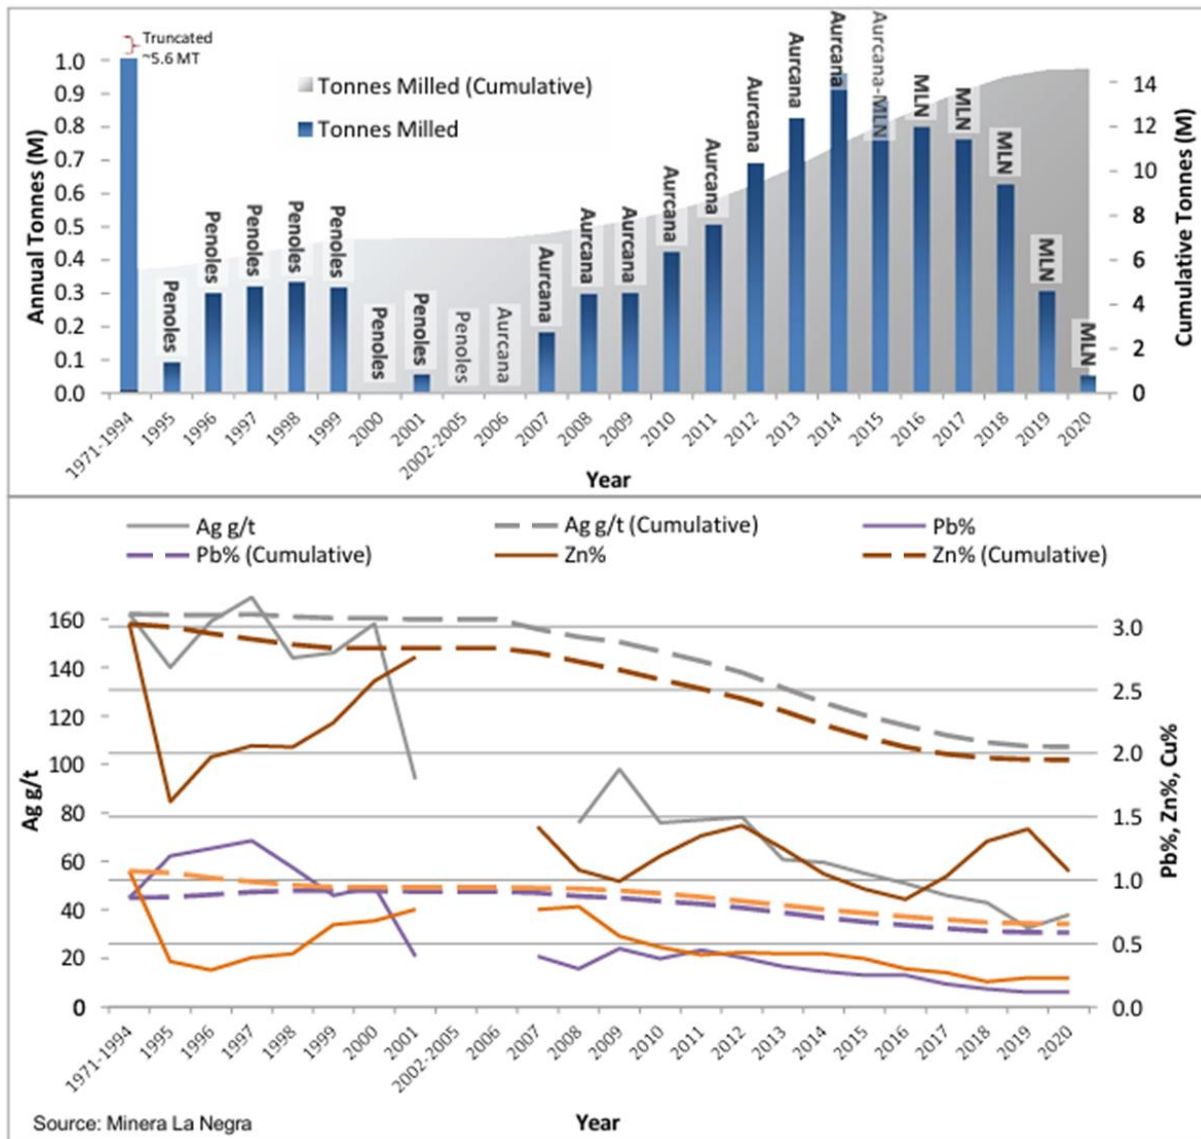 Truncated
~5.6 MT
Annual Tonnes (M)
1.0
0.9
0.8
0.7
0.6
0.5
0.4
0.3
0.2
0.1
0.0
Tonnes Milled (Cumulative)
Tonnes Milled
Penoles
Penoles
Penoles
Penoles
Penoles
Penoles
Penoles
Penoles
Aurcana
Aurcana
Aurcana
Aurcana
Aurcana
Aurcana
Aurcana
Aurcana
Aurcana
Aurcana-MLN
MLN
MLN
MLN
MLN
MLN
14
12
10
8
6
4
2
0
Cumulative Tonnes (M)
1971-1994
1995
1996
1997
1998
1999
2000
2001
2002-2005
2006
2007
2008
2009
2010
2011
2012
2013
2014
2015
2016
2017
2018
2019
2020
Year
Ag g/t
Ag g/t (Cumulative)
Pb%
Pb% (Cumulative)
Zn%
Zn% (Cumulative)
Ag g/t
160
140
120
100
80
60
40
20
0
3.0
2.5
2.0
1.5
1.0
0.5
0.0
Pb%, Zn%, Cu%
1971-1994
1995
1996
1997
1998
1999
2000
2001
2002-2005
2006
2007
2008
2009
2010
2011
2012
2013
2014
2015
2016
2017
2018
2019
2020
Source: Minera La Negra
Year